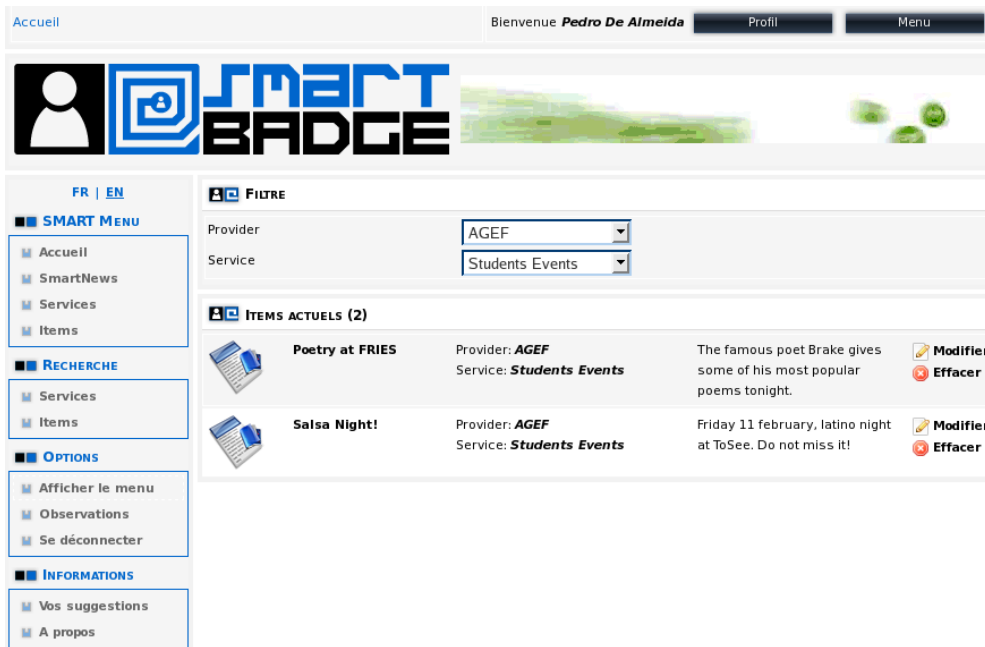 Accueil
Bienvenue Pedro De Almeida
Profil
Menu
SMART
BADGE
FR | EN
SMART MENU
Accueil
SmartNews
Services
Items
RECHERCHE
Services
Items
OPTIONS
Afficher le menu
Observations
Se déconnecter
INFORMATIONS
Vos suggestions
A propos
FILTRE
Provider
AGEF
Service
Students Events
ITEMS ACTUELS (2)
Poetry at FRIES
Provider: AGEF
Service: Students Events
The famous poet Brake gives
some of his most popular
poems tonight.
Modifier
Effacer
Salsa Night!
Provider: AGEF
Service: Students Events
Friday 11 february, latino night
at ToSee. Do not miss it!
Modifier
Effacer